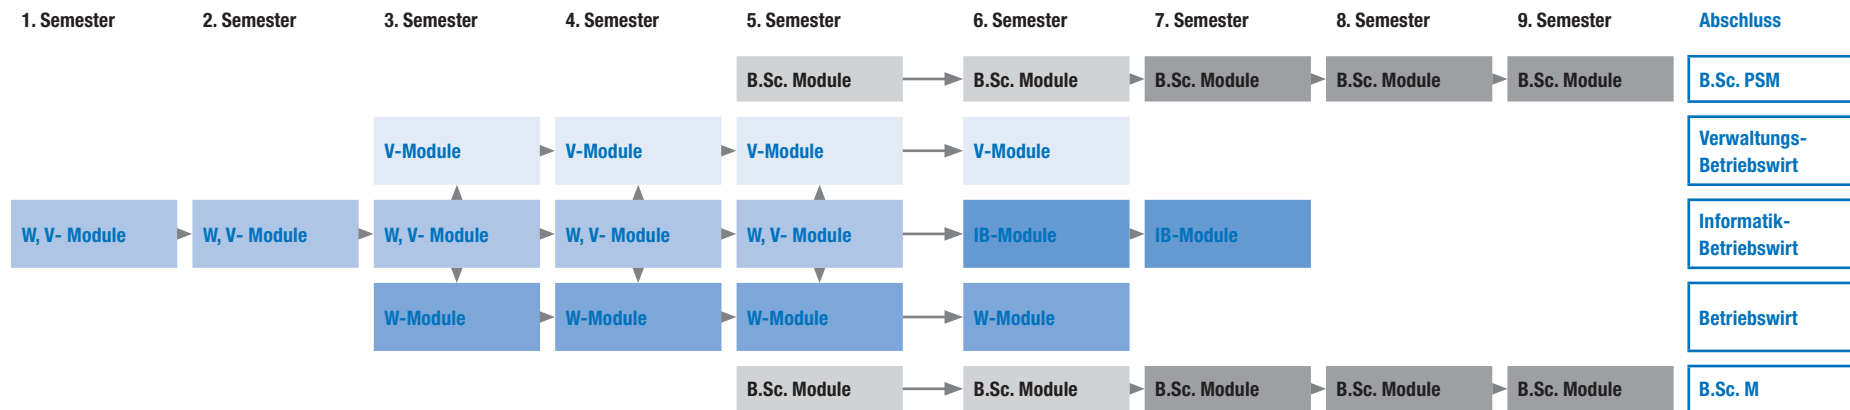 1. Semester 2. Semester 3. Semester 4. Semester 5. Semester 6. Semester 7. Semester 8. Semester 9. Semester Abschluss
B.Sc. Module B.Sc. Module B.Sc. Module B.Sc. Module B.Sc. Module B.Sc. PSM
V-Module V-Module V-Module V-Module Verwaltungs-
Betriebswirt
W, V- Module W, V- Module W, V- Module W, V- Module W, V- Module IB-Module IB-Module Informatik-
Betriebswirt
W-Module W-Module W-Module W-Module Betriebswirt
B.Sc. Module B.Sc. Module B.Sc. Module B.Sc. Module B.Sc. Module B.Sc. M